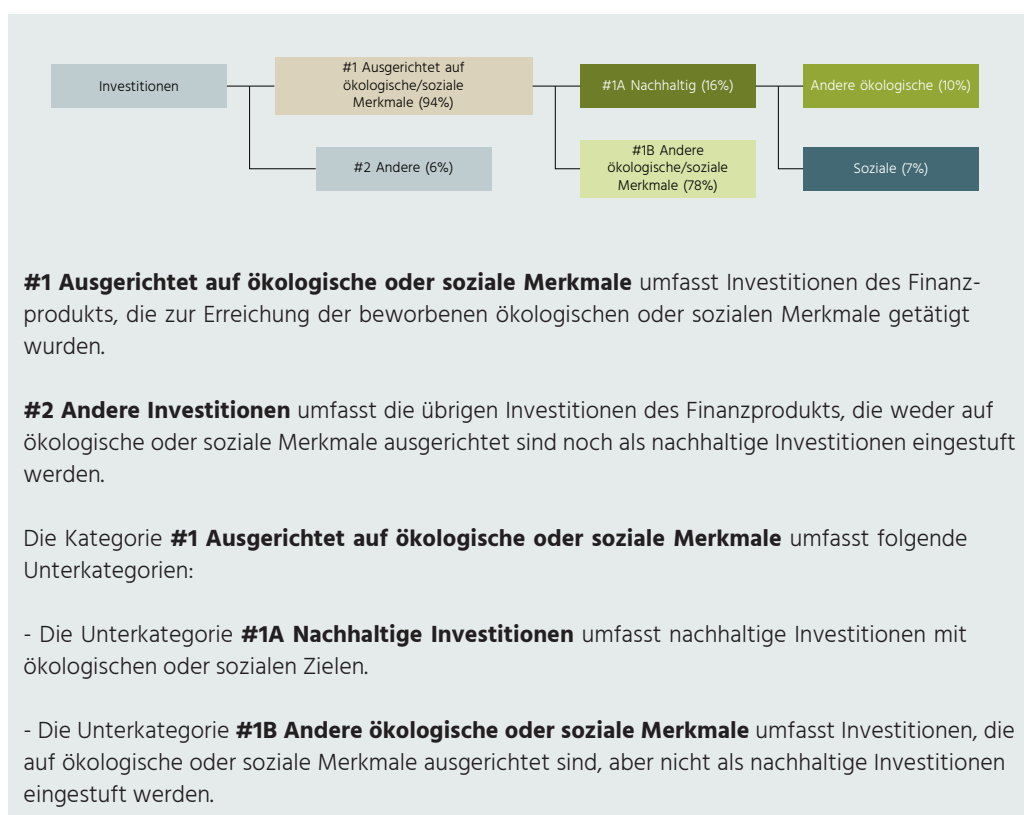 Investitionen
#1 Ausgerichtet auf
ökologische/soziale
Merkmale (94%)
#1A Nachhaltig (16%)
Andere ökologische (10%)
#2 Andere (6%)
#1B Andere
ökologische/soziale
Merkmale (78%)
Soziale (7%)
#1 Ausgerichtet auf ökologische oder soziale Merkmale umfasst Investitionen des Finanz-
produkts, die zur Erreichung der beworbenen ökologischen oder sozialen Merkmale getätigt
wurden.
#2 Andere Investitionen umfasst die übrigen Investitionen des Finanzprodukts, die weder auf
ökologische oder soziale Merkmale ausgerichtet sind noch als nachhaltige Investitionen eingestuft
werden.
Die Kategorie #1 Ausgerichtet auf ökologische oder soziale Merkmale umfasst folgende
Unterkategorien:
- Die Unterkategorie #1A Nachhaltige Investitionen umfasst nachhaltige Investitionen mit
ökologischen oder sozialen Zielen.
- Die Unterkategorie #1B Andere ökologische oder soziale Merkmale umfasst Investitionen, die
auf ökologische oder soziale Merkmale ausgerichtet sind, aber nicht als nachhaltige Investitionen
eingestuft werden.